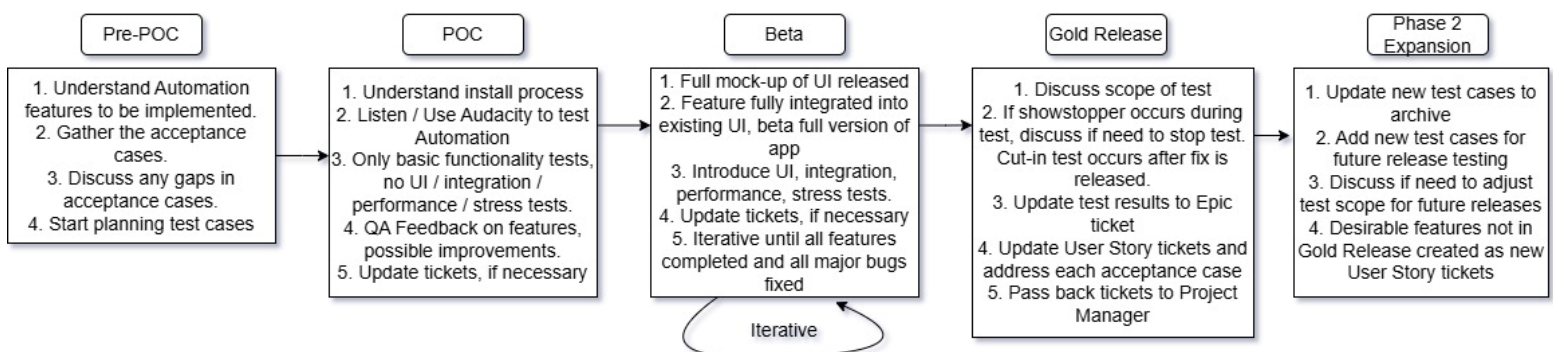 Pre-POC
1. Understand Automation
features to be implemented.
2. Gather the acceptance
cases.
3. Discuss any gaps in
acceptance cases.
4. Start planning test cases
POC
1. Understand install process
2. Listen / Use Audacity to test
Automation
3. Only basic functionality tests,
no UI / integration /
performance / stress tests.
4. QA Feedback on features,
possible improvements.
5. Update tickets, if necessary
Beta
1. Full mock-up of UI released
2. Feature fully integrated into
existing UI, beta full version of
app
3. Introduce UI, integration,
performance, stress tests.
4. Update tickets, if necessary
5. Iterative until all features
completed and all major bugs
fixed
Iterative
Gold Release
1. Discuss scope of test
2. If showstopper occurs during
test, discuss if need to stop test.
Cut-in test occurs after fix is
released.
3. Update test results to Epic
ticket
4. Update User Story tickets and
address each acceptance case
5. Pass back tickets to Project
Manager
Phase 2
Expansion
1. Update new test cases to
archive
2. Add new test cases for
future release testing
3. Discuss if need to adjust
test scope for future releases
4. Desirable features not in
Gold Release created as new
User Story tickets